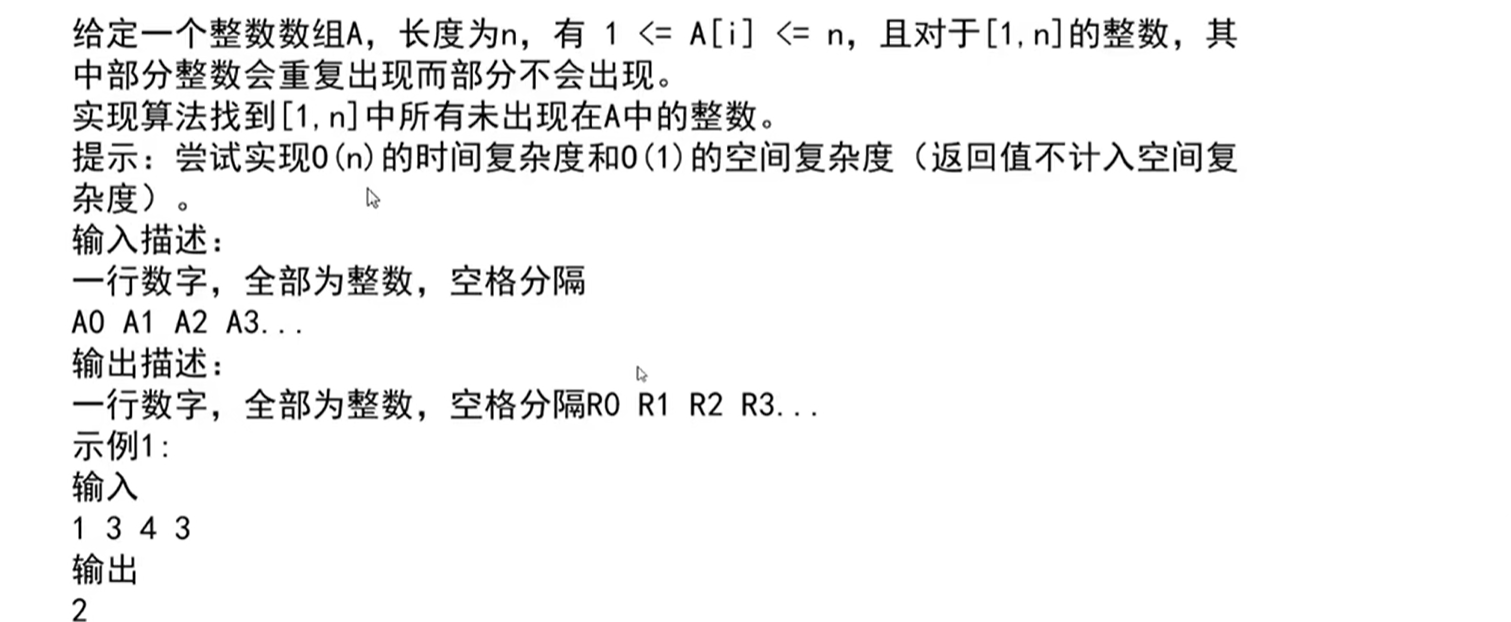 给定一个整数数组A，长度为n，有 1 <= A[i] <= n，且对于[1,n]的整数，其
中部分整数会重复出现而部分不会出现。
实现算法找到[1,n]中所有未出现在A中的整数。
提示：尝试实现O(n)的时间复杂度和O(1)的空间复杂度（返回值不计入空间复
杂度）。
输入描述：
一行数字，全部为整数，空格分隔
A0 A1 A2 A3...
输出描述：
一行数字，全部为整数，空格分隔R0 R1 R2 R3...
示例1:
输入
1 3 4 3
输出
2